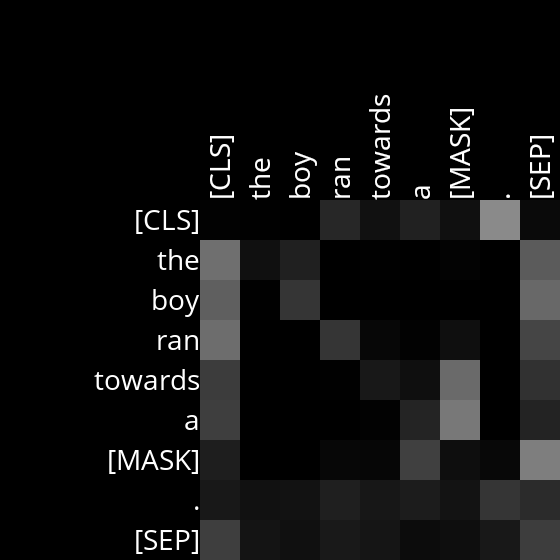 [CLS] the boy ran towards a [MASK] . [SEP]
[CLS]
the
boy
ran
towards
a
[MASK]
.
[SEP]